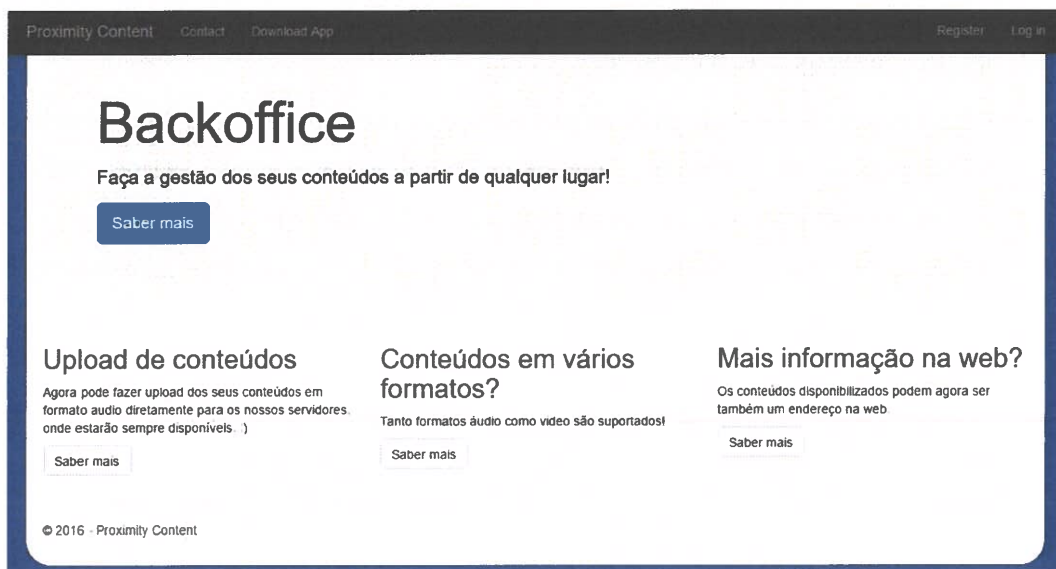 Proximity Content Contact Download App Register Log in
Backoffice
Faça a gestão dos seus conteúdos a partir de qualquer lugar!
Saber mais
Upload de conteúdos
Agora pode fazer upload dos seus conteúdos em
formato audio diretamente para os nossos servidores.
onde estarão sempre disponíveis. :)
Saber mais
Conteúdos em vários
formatos?
Tanto formatos áudio como video são suportados!
Saber mais
Mais informação na web?
Os conteúdos disponibilizados podem agora ser
também um endereço na web.
Saber mais
© 2016 - Proximity Content